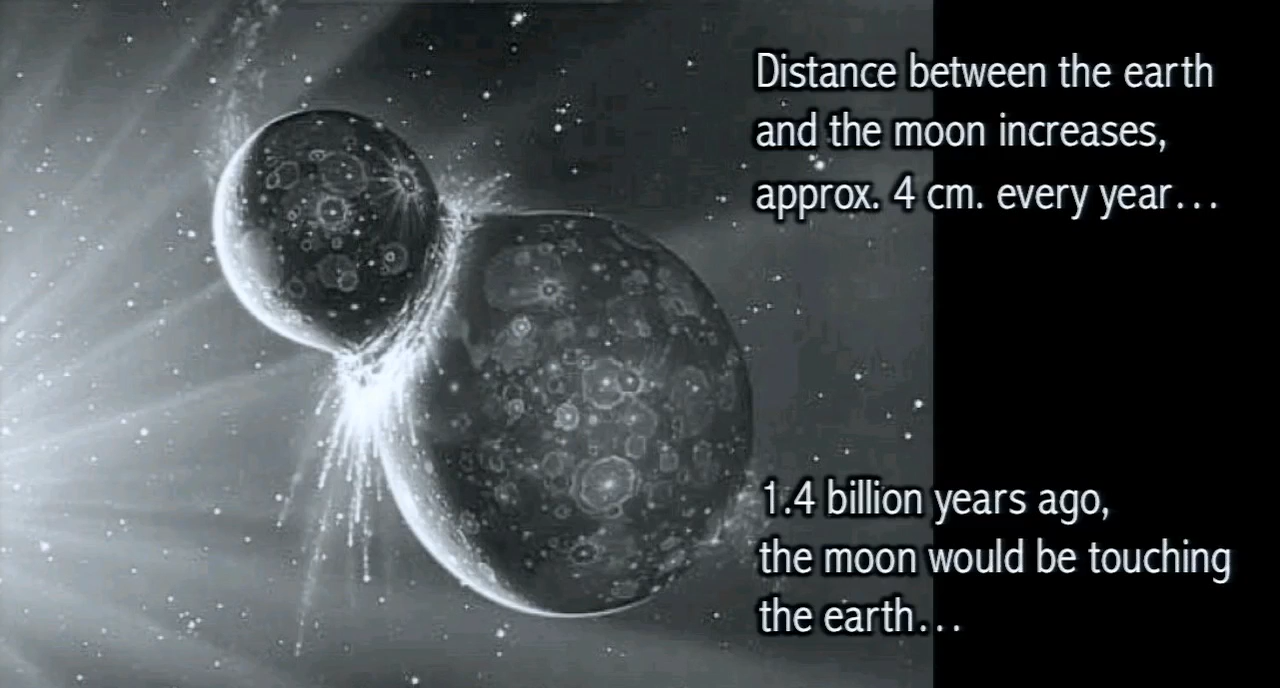 Distance between the earth
and the moon increases,
approx. 4 cm. every year...
1.4 billion years ago,
the moon would be touching
the earth...